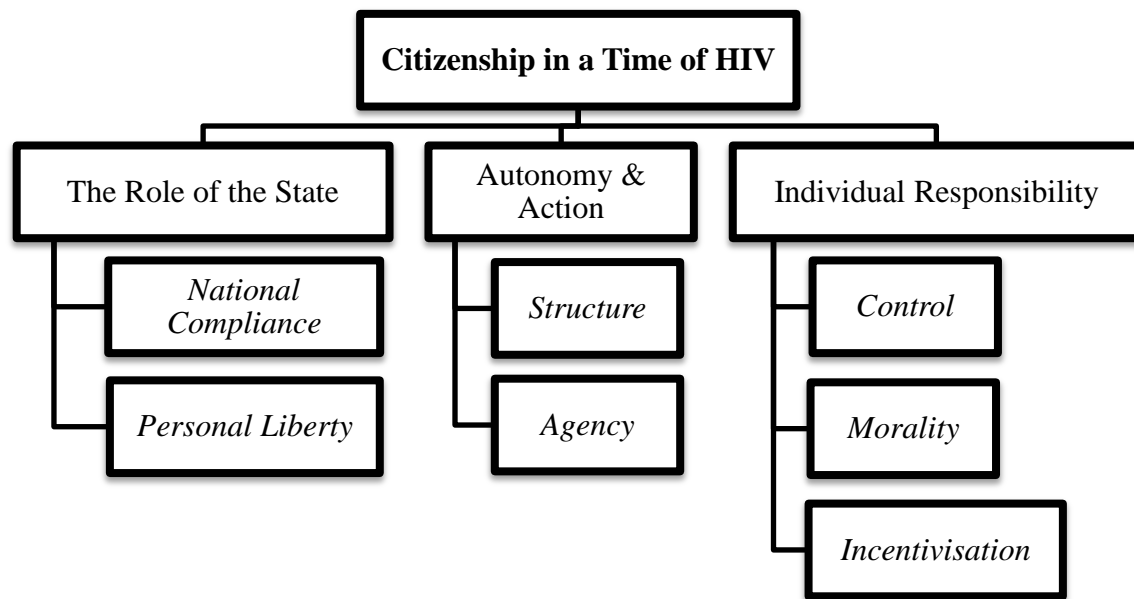 Citizenship in a Time of HIV
The Role of the State
National
Compliance
Personal Liberty
Autonomy &
Action
Structure
Agency
Individual Responsibility
Control
Morality
Incentivisation